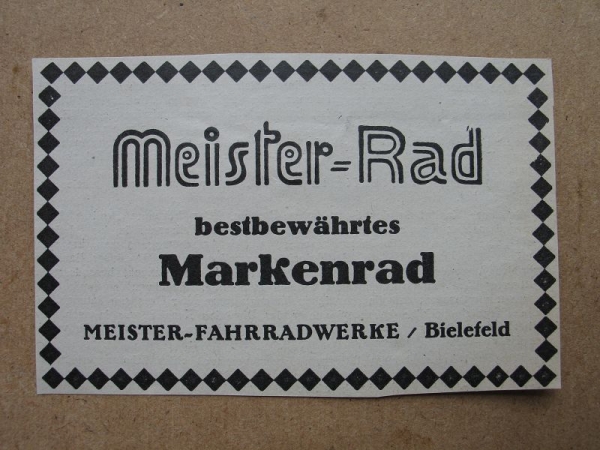 Meister-Rad
bestbewährtes
Markenrad
MEISTER-FAHRRADWERKE / Bielefeld